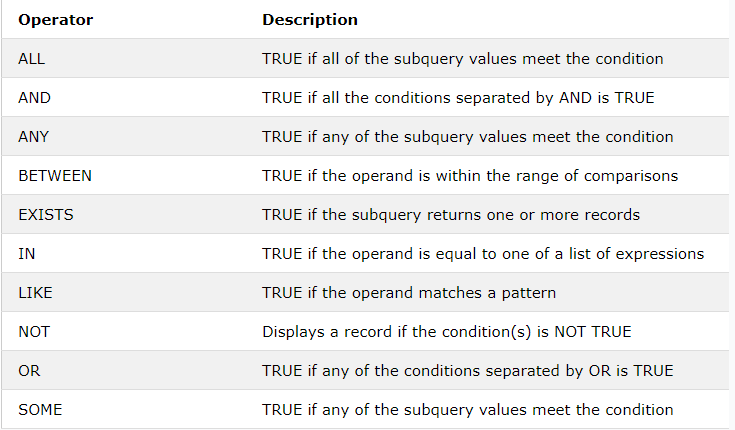 Operator Description
ALL TRUE if all of the subquery values meet the condition
AND TRUE if all the conditions separated by AND is TRUE
ANY TRUE if any of the subquery values meet the condition
BETWEEN TRUE if the operand is within the range of comparisons
EXISTS TRUE if the subquery returns one or more records
IN TRUE if the operand is equal to one of a list of expressions
LIKE TRUE if the operand matches a pattern
NOT Displays a record if the condition(s) is NOT TRUE
OR TRUE if any of the conditions separated by OR is TRUE
SOME TRUE if any of the subquery values meet the condition